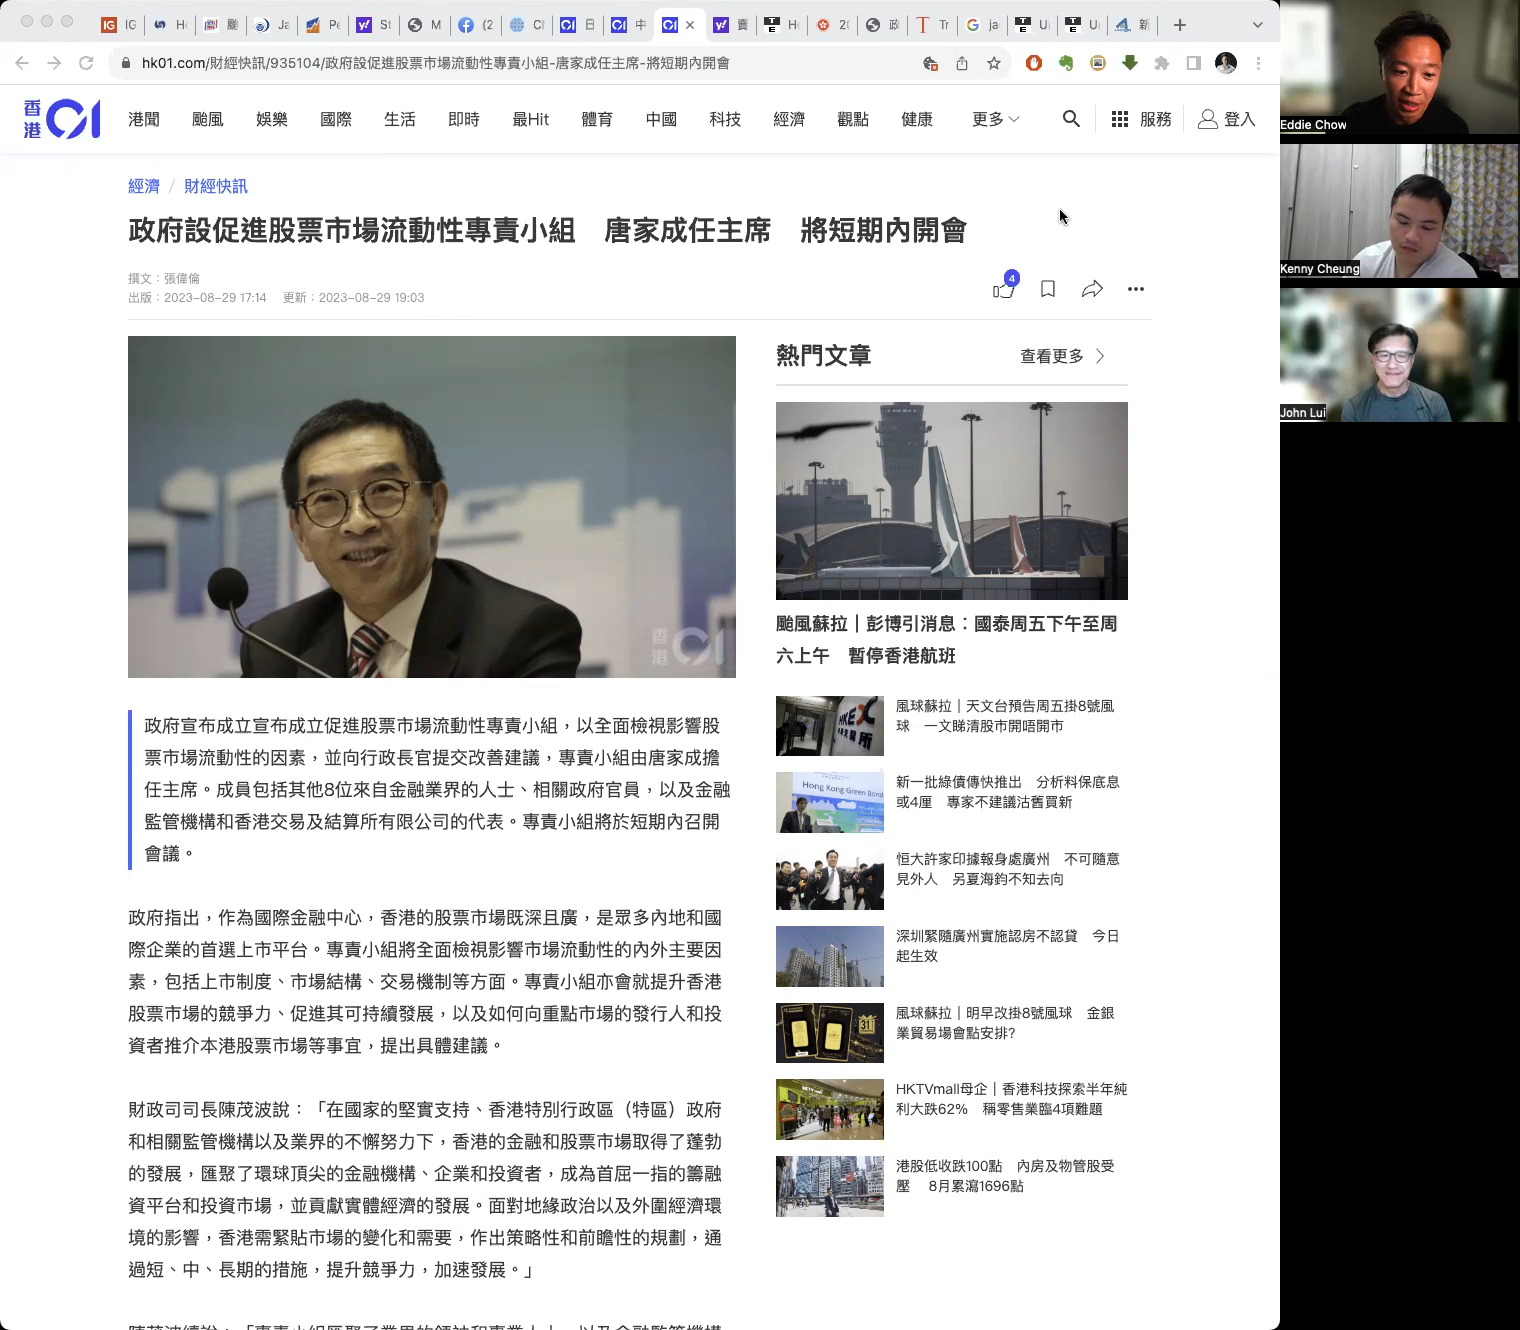 IG
IG
H
颱
Ja
Pe
St
M
(2
Cl
日
中
賣
H
20
政
Tr
ja
U
U
新
hk01.com/財經快訊/935104/政府設促進股票市場流動性專責小組-唐家成任主席-將短期內開會
香港01
港聞 颱風 娛樂 國際 生活 即時 最Hit 體育 中國 科技 經濟 觀點 健康 更多 服務 登入
經濟 / 財經快訊
政府設促進股票市場流動性專責小組 唐家成任主席 將短期內開會
撰文：張偉倫
出版：2023-08-29 17:14 更新：2023-08-29 19:03
4
香港01
政府宣布成立宣布成立促進股票市場流動性專責小組，以全面檢視影響股
票市場流動性的因素，並向行政長官提交改善建議，專責小組由唐家成擔
任主席。成員包括其他8位來自金融業界的人士、相關政府官員，以及金融
監管機構和香港交易及結算所有限公司的代表。專責小組將於短期內召開
會議。
政府指出，作為國際金融中心，香港的股票市場既深且廣，是眾多內地和國
際企業的首選上市平台。專責小組將全面檢視影響市場流動性的內外主要因
素，包括上市制度、市場結構、交易機制等方面。專責小組亦會就提升香港
股票市場的競爭力、促進其可持續發展，以及如何向重點市場的發行人和投
資者推介本港股票市場等事宜，提出具體建議。
財政司司長陳茂波說：「在國家的堅實支持、香港特別行政區（特區）政府
和相關監管機構以及業界的不懈努力下，香港的金融和股票市場取得了蓬勃
的發展，匯聚了環球頂尖的金融機構、企業和投資者，成為首屈一指的籌融
資平台和投資市場，並貢獻實體經濟的發展。面對地緣政治以及外圍經濟環
境的影響，香港需緊貼市場的變化和需要，作出策略性和前瞻性的規劃，通
過短、中、長期的措施，提升競爭力，加速發展。」
熱門文章 查看更多
颱風蘇拉｜彭博引消息：國泰周五下午至周
六上午 暫停香港航班
HKEX
風球蘇拉｜天文台預告周五掛8號風
球 一文睇清股市開唔開市
Hong Kong Green Bond
新一批綠債傳快推出 分析料保底息
或4厘 專家不建議沽舊買新
恒大許家印據報身處廣州 不可隨意
見外人 另夏海鈞不知去向
深圳緊隨廣州實施認房不認貸 今日
起生效
31
風球蘇拉｜明早改掛8號風球 金銀
業貿易場會點安排?
HKTVmall母企｜香港科技探索半年純
利大跌62% 稱零售業臨4項難題
港股低收跌100點 內房及物管股受
壓 8月累瀉1696點
Eddie Chow
Kenny Cheung
John Lui